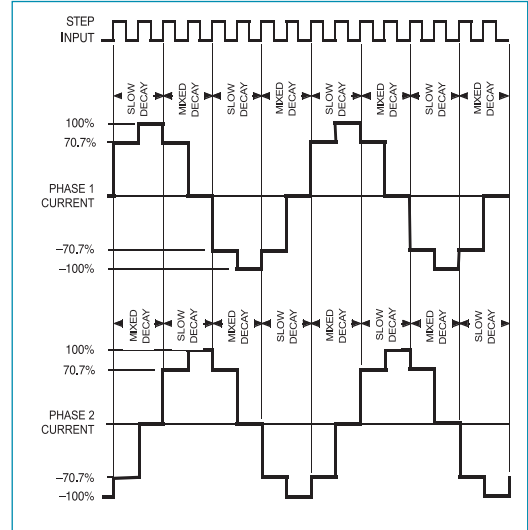 STEP
INPUT
SLOW
DECAY
MIXED
DECAY
SLOW
DECAY
MIXED
DECAY
SLOW
DECAY
MIXED
DECAY
SLOW
DECAY
MIXED
DECAY
100%
70.7%
PHASE 1
CURRENT
–70.7%
–100%
MIXED
DECAY
SLOW
DECAY
MIXED
DECAY
SLOW
DECAY
MIXED
DECAY
SLOW
DECAY
MIXED
DECAY
SLOW
DECAY
100%
70.7%
PHASE 2
CURRENT
–70.7%
–100%